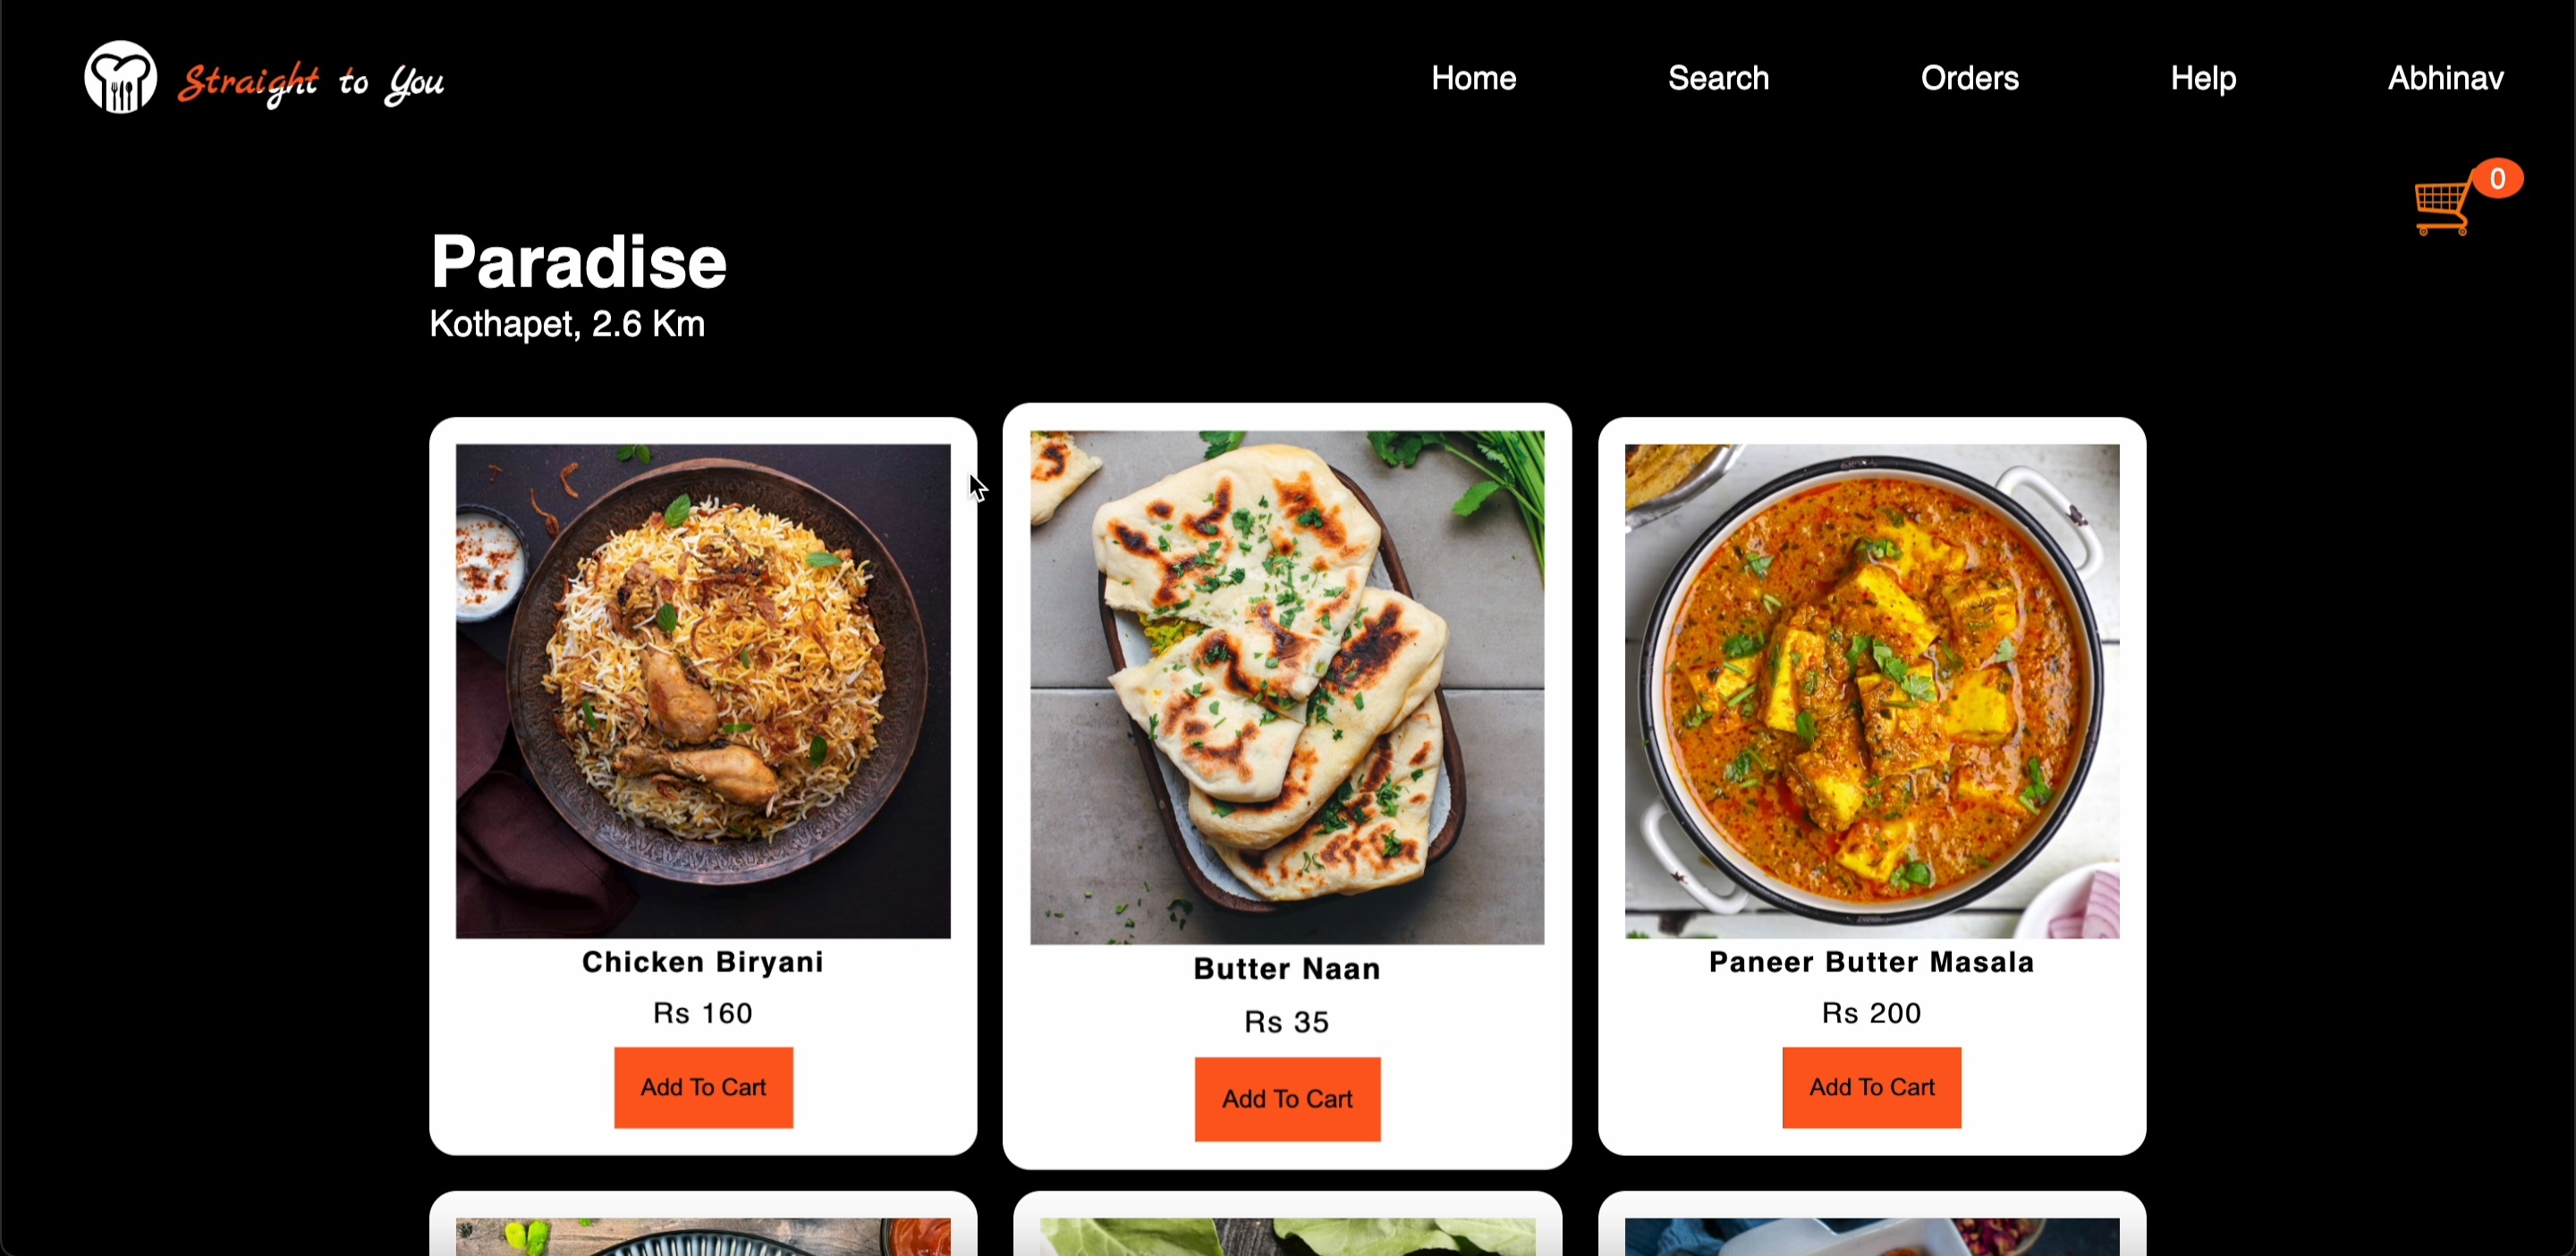 Straight to You
Home
Search
Orders
Help
Abhinav
0
Paradise
Kothapet, 2.6 Km
Chicken Biryani
Rs 160
Add To Cart
Butter Naan
Rs 35
Add To Cart
Paneer Butter Masala
Rs 200
Add To Cart